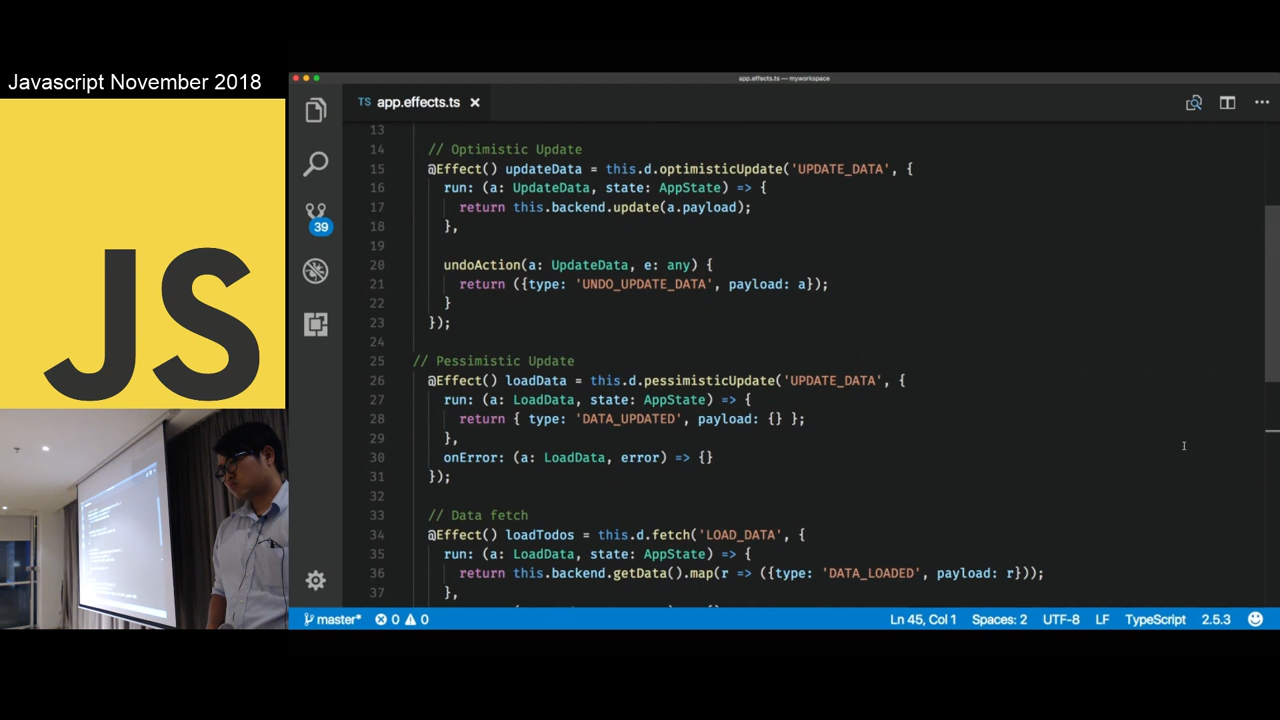 Javascript November 2018
JS
app.effects.ts — myworkspace
TS app.effects.ts
39
13
14 // Optimistic Update
15 @Effect() updateData = this.d.optimisticUpdate('UPDATE_DATA', {
16 run: (a: UpdateData, state: AppState) => {
17 return this.backend.update(a.payload);
18 },
19
20 undoAction(a: UpdateData, e: any) {
21 return ({type: 'UNDO_UPDATE_DATA', payload: a});
22 }
23 });
24
25 // Pessimistic Update
26 @Effect() loadData = this.d.pessimisticUpdate('UPDATE_DATA', {
27 run: (a: LoadData, state: AppState) => {
28 return { type: 'DATA_UPDATED', payload: {} };
29 },
30 onError: (a: LoadData, error) => {}
31 });
32
33 // Data fetch
34 @Effect() loadTodos = this.d.fetch('LOAD_DATA', {
35 run: (a: LoadData, state: AppState) => {
36 return this.backend.getData().map(r => ({type: 'DATA_LOADED', payload: r}));
37 },
master* 0 0 Ln 45, Col 1 Spaces: 2 UTF-8 LF TypeScript 2.5.3